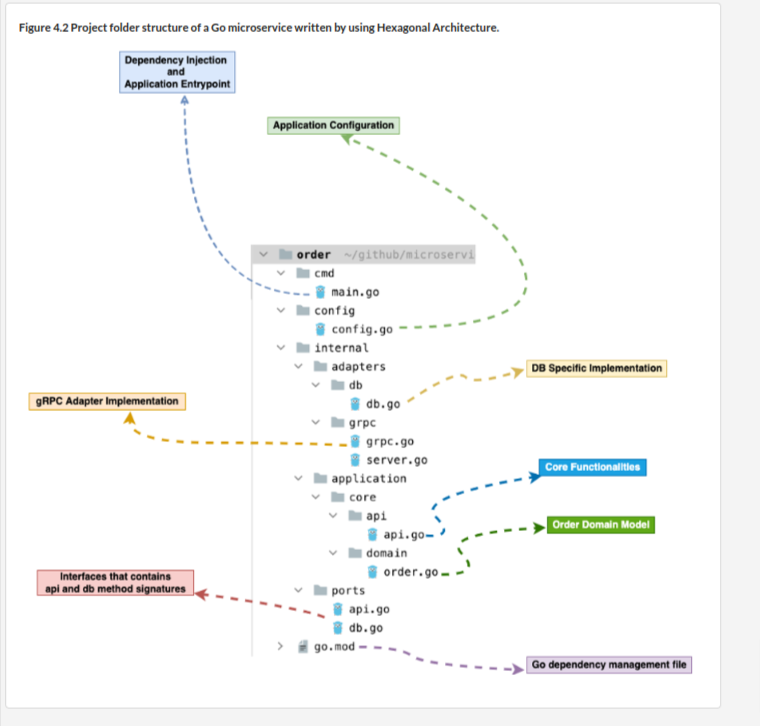 Figure 4.2 Project folder structure of a Go microservice written by using Hexagonal Architecture.
Dependency Injection
and
Application Entrypoint
Application Configuration
order ~/github/microservi
cmd
main.go
config
config.go
internal
adapters
DB Specific Implementation
db
gRPC Adapter Implementation
db.go
grpc
grpc.go
server.go
Core Functionalities
application
core
api
Order Domain Model
api.go
domain
order.go
Interfaces that contains
api and db method signatures
ports
api.go
db.go
go.mod
Go dependency management file